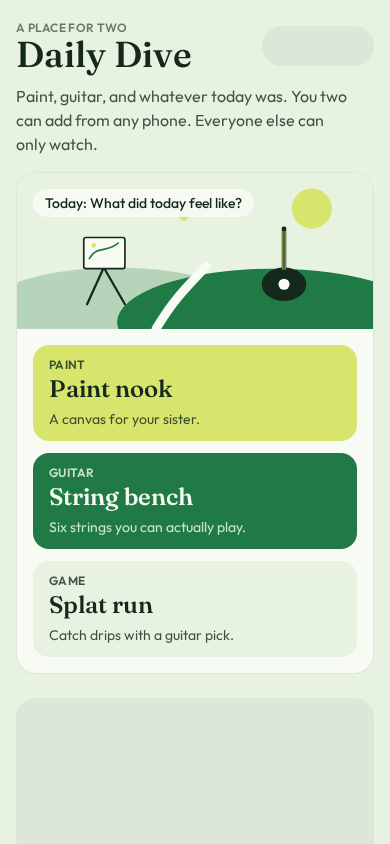 A PLACE FOR TWO
Daily Dive
Paint, guitar, and whatever today was. You two
can add from any phone. Everyone else can
only watch.
Today: What did today feel like?
PAINT
Paint nook
A canvas for your sister.
GUITAR
String bench
Six strings you can actually play.
GAME
Splat run
Catch drips with a guitar pick.